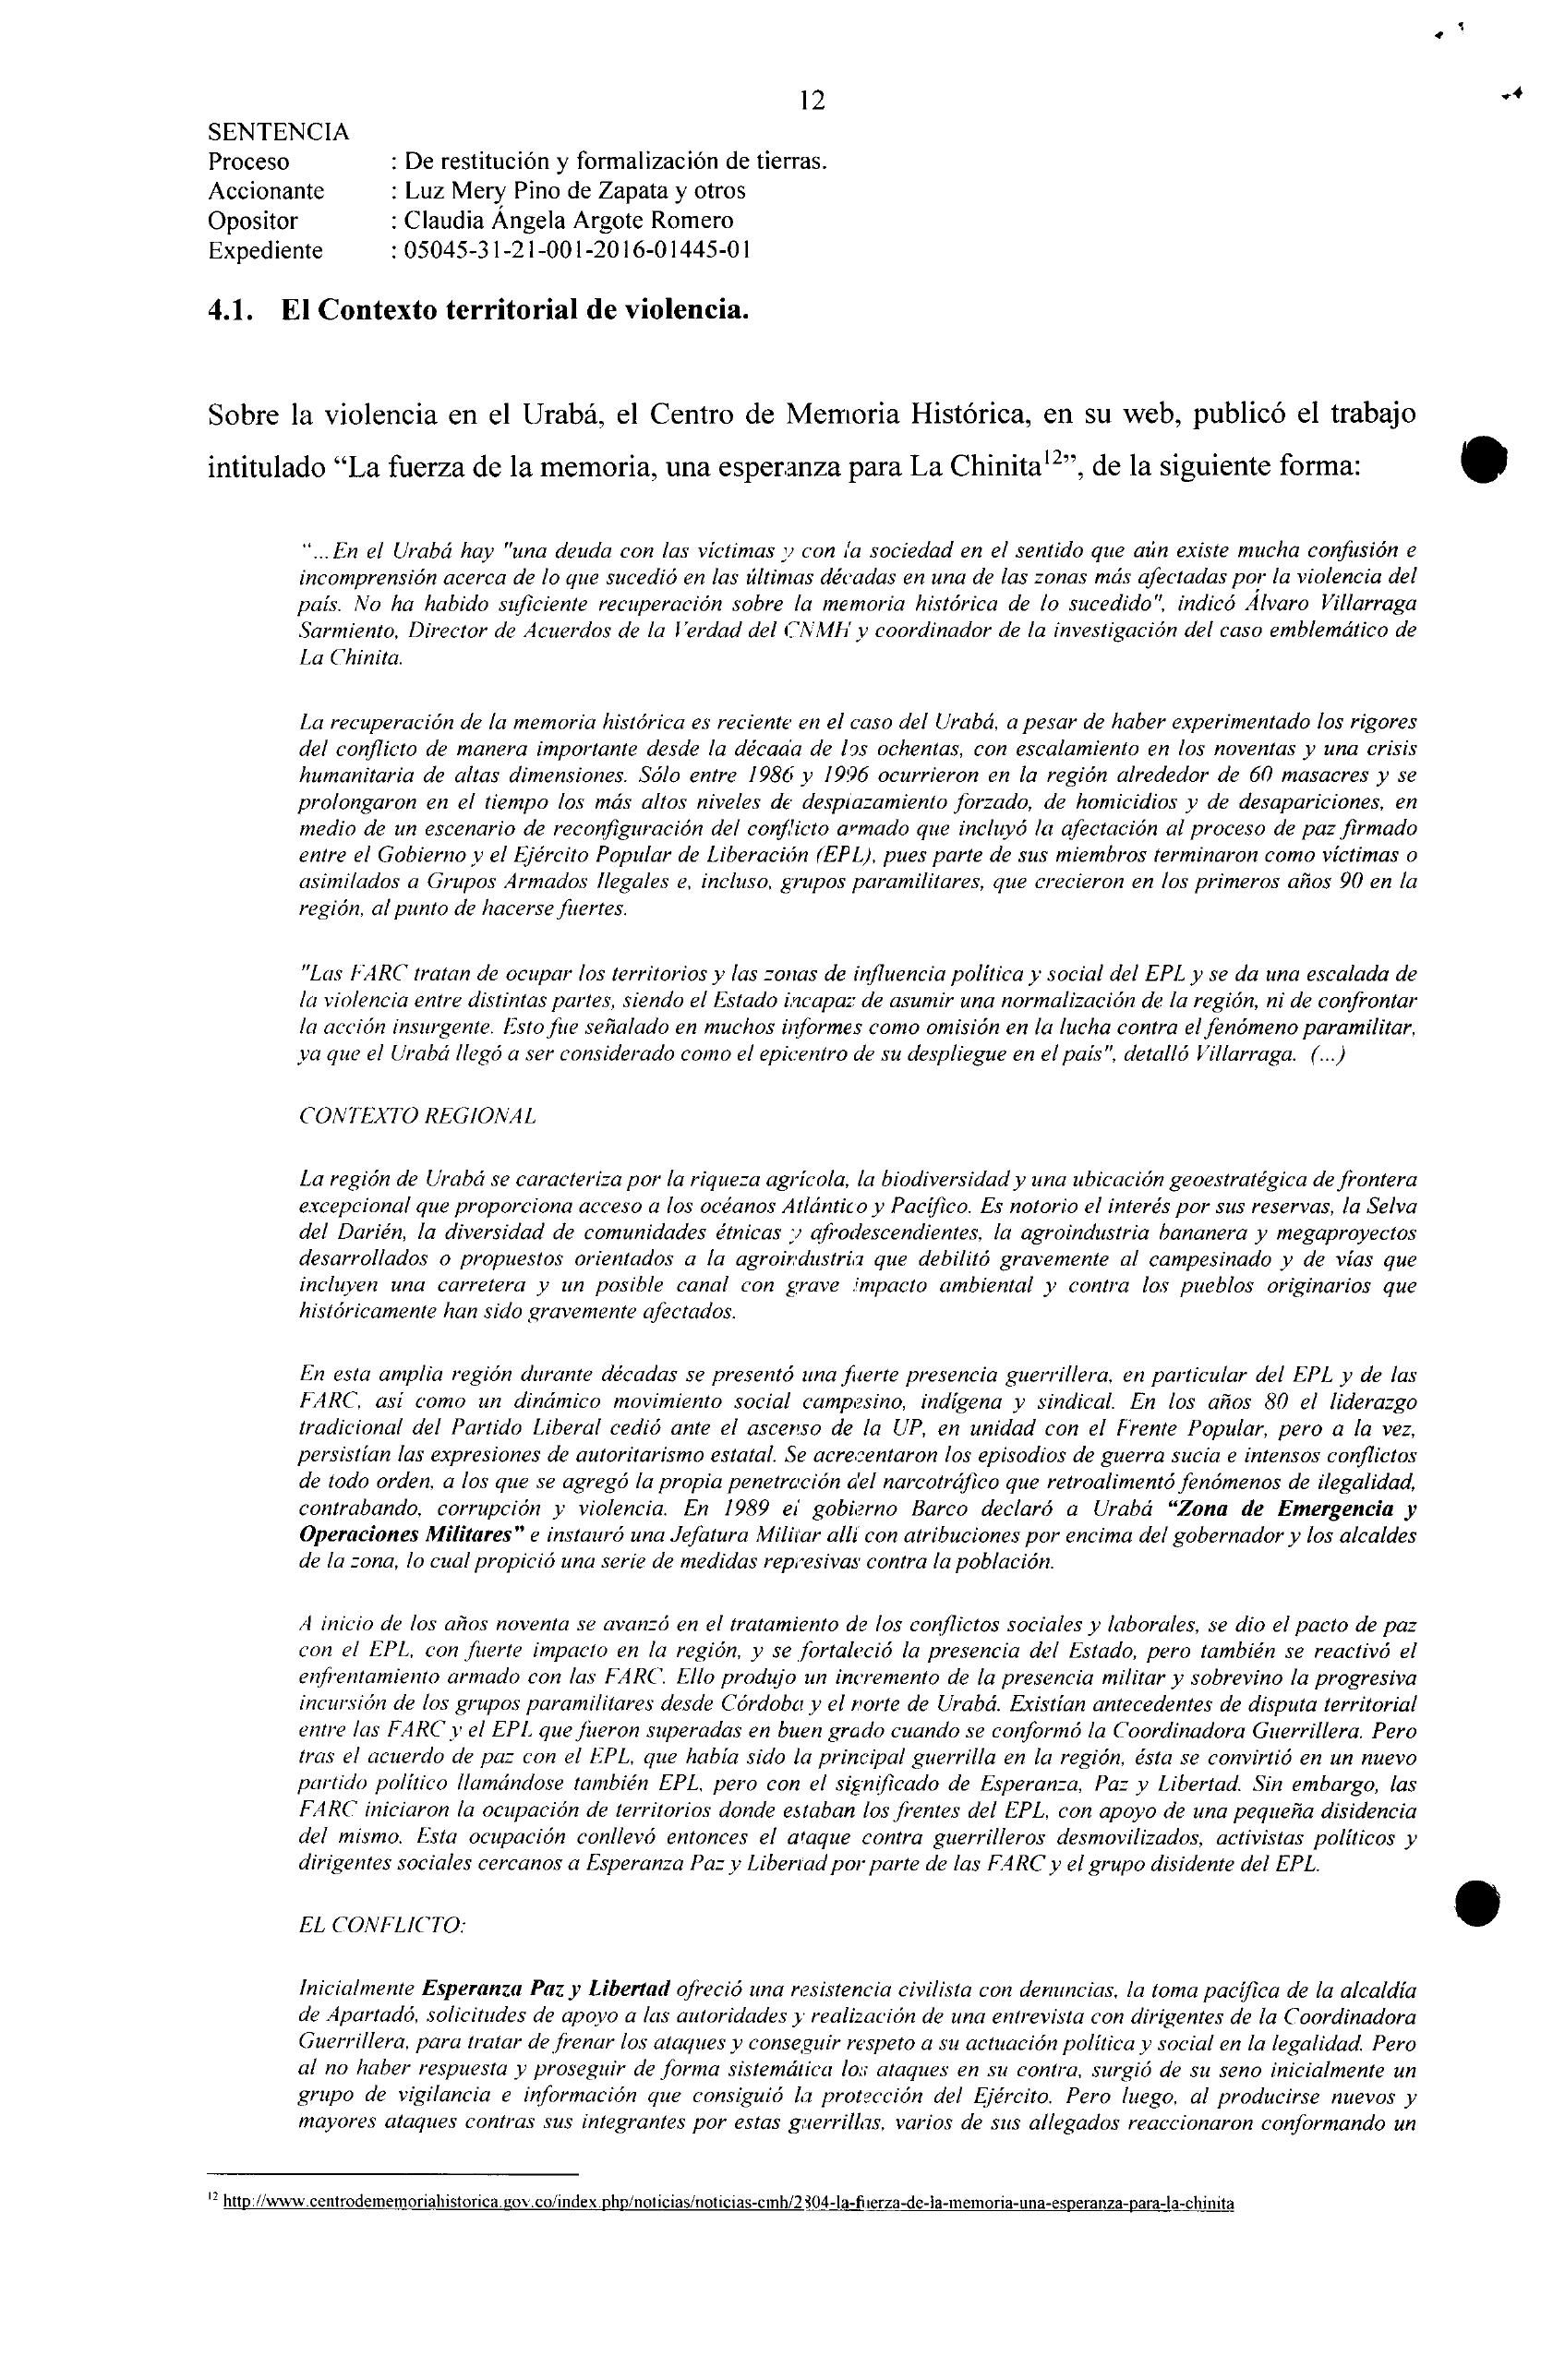 12
SENTENCIA
Proceso : De restitución y formalización de tierras.
Accionante : Luz Mery Pino de Zapata y otros
Opositor : Claudia Ángela Argote Romero
Expediente : 05045-31-21-001-2016-01445-01
4.1. El Contexto territorial de violencia.
Sobre la violencia en el Urabá, el Centro de Memoria Histórica, en su web, publicó el trabajo
intitulado “La fuerza de la memoria, una esperanza para La Chinita12”, de la siguiente forma:
“...En el Urabá hay "una deuda con las víctimas y con la sociedad en el sentido que aún existe mucha confusión e
incomprensión acerca de lo que sucedió en las últimas décadas en una de las zonas más afectadas por la violencia del
país. No ha habido suficiente recuperación sobre la memoria histórica de lo sucedido", indicó Álvaro Villarraga
Sarmiento, Director de Acuerdos de la Verdad del CNMH y coordinador de la investigación del caso emblemático de
La Chinita.
La recuperación de la memoria histórica es reciente en el caso del Urabá, a pesar de haber experimentado los rigores
del conflicto de manera importante desde la década de los ochentas, con escalamiento en los noventas y una crisis
humanitaria de altas dimensiones. Sólo entre 1986 y 1996 ocurrieron en la región alrededor de 60 masacres y se
prolongaron en el tiempo los más altos niveles de desplazamiento forzado, de homicidios y de desapariciones, en
medio de un escenario de reconfiguración del conflicto armado que incluyó la afectación al proceso de paz firmado
entre el Gobierno y el Ejército Popular de Liberación (EPL), pues parte de sus miembros terminaron como víctimas o
asimilados a Grupos Armados Ilegales e, incluso, grupos paramilitares, que crecieron en los primeros años 90 en la
región, al punto de hacerse fuertes.
"Las FARC tratan de ocupar los territorios y las zonas de influencia política y social del EPL y se da una escalada de
la violencia entre distintas partes, siendo el Estado incapaz de asumir una normalización de la región, ni de confrontar
la acción insurgente. Esto fue señalado en muchos informes como omisión en la lucha contra el fenómeno paramilitar,
ya que el Urabá llegó a ser considerado como el epicentro de su despliegue en el país", detalló Villarraga. (...)
CONTEXTO REGIONAL
La región de Urabá se caracteriza por la riqueza agrícola, la biodiversidad y una ubicación geoestratégica de frontera
excepcional que proporciona acceso a los océanos Atlántico y Pacífico. Es notorio el interés por sus reservas, la Selva
del Darién, la diversidad de comunidades étnicas y afrodescendientes, la agroindustria bananera y megaproyectos
desarrollados o propuestos orientados a la agroindustria que debilitó gravemente al campesinado y de vías que
incluyen una carretera y un posible canal con grave impacto ambiental y contra los pueblos originarios que
históricamente han sido gravemente afectados.
En esta amplia región durante décadas se presentó una fuerte presencia guerrillera, en particular del EPL y de las
FARC, así como un dinámico movimiento social campesino, indígena y sindical. En los años 80 el liderazgo
tradicional del Partido Liberal cedió ante el ascenso de la UP, en unidad con el Frente Popular, pero a la vez,
persistían las expresiones de autoritarismo estatal. Se acrecentaron los episodios de guerra sucia e intensos conflictos
de todo orden, a los que se agregó la propia penetración del narcotráfico que retroalimentó fenómenos de ilegalidad,
contrabando, corrupción y violencia. En 1989 el gobierno Barco declaró a Urabá “Zona de Emergencia y
Operaciones Militares” e instauró una Jefatura Militar allí con atribuciones por encima del gobernador y los alcaldes
de la zona, lo cual propició una serie de medidas represivas contra la población.
A inicio de los años noventa se avanzó en el tratamiento de los conflictos sociales y laborales, se dio el pacto de paz
con el EPL, con fuerte impacto en la región, y se fortaleció la presencia del Estado, pero también se reactivó el
enfrentamiento armado con las FARC. Ello produjo un incremento de la presencia militar y sobrevino la progresiva
incursión de los grupos paramilitares desde Córdoba y el norte de Urabá. Existían antecedentes de disputa territorial
entre las FARC y el EPL que fueron superadas en buen grado cuando se conformó la Coordinadora Guerrillera. Pero
tras el acuerdo de paz con el EPL, que había sido la principal guerrilla en la región, ésta se convirtió en un nuevo
partido político llamándose también EPL, pero con el significado de Esperanza, Paz y Libertad. Sin embargo, las
FARC iniciaron la ocupación de territorios donde estaban los frentes del EPL, con apoyo de una pequeña disidencia
del mismo. Esta ocupación conllevó entonces el ataque contra guerrilleros desmovilizados, activistas políticos y
dirigentes sociales cercanos a Esperanza Paz y Libertad por parte de las FARC y el grupo disidente del EPL.
EL CONFLICTO:
Inicialmente Esperanza Paz y Libertad ofreció una resistencia civilista con denuncias, la toma pacífica de la alcaldía
de Apartadó, solicitudes de apoyo a las autoridades y realización de una entrevista con dirigentes de la Coordinadora
Guerrillera, para tratar de frenar los ataques y conseguir respeto a su actuación política y social en la legalidad. Pero
al no haber respuesta y proseguir de forma sistemática los ataques en su contra, surgió de su seno inicialmente un
grupo de vigilancia e información que consiguió la protección del Ejército. Pero luego, al producirse nuevos y
mayores ataques contras sus integrantes por estas guerrillas, varios de sus allegados reaccionaron conformando un
12 http://www.centrodememoriahistorica.gov.co/index.php/noticias/noticias-cmh/2304-la-fuerza-de-la-memoria-una-esperanza-para-la-chinita